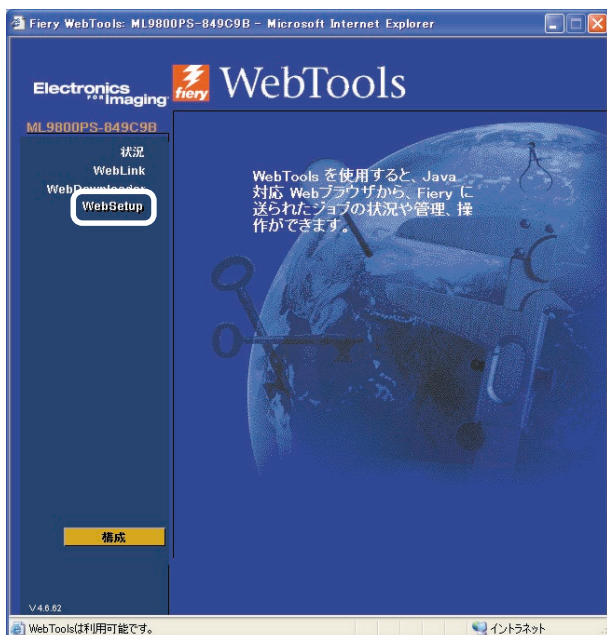 Fiery WebTools: ML9800PS-849C9B - Microsoft Internet Explorer
Electronics
FOR Imaging
fiery
WebTools
ML9800PS-849C9B
状況
WebLink
WebDownloader
WebSetup
WebTools を使用すると、Java
対応 Webブラウザから、Fiery に
送られたジョブの状況や管理、操
作ができます。
構成
V4.6.62
WebToolsは利用可能です。
イントラネット